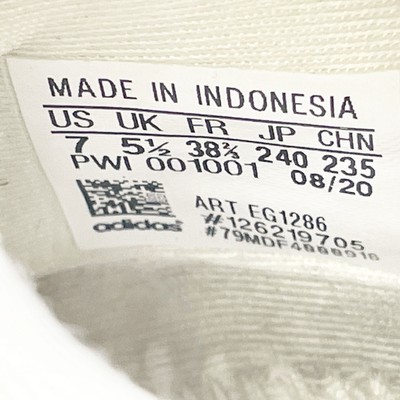 MADE IN INDONESIA
US UK FR JP CHN
7 5½ 38⅔ 240 235
PWI 001001 08/20
ART EG1286
#126219705
adidas